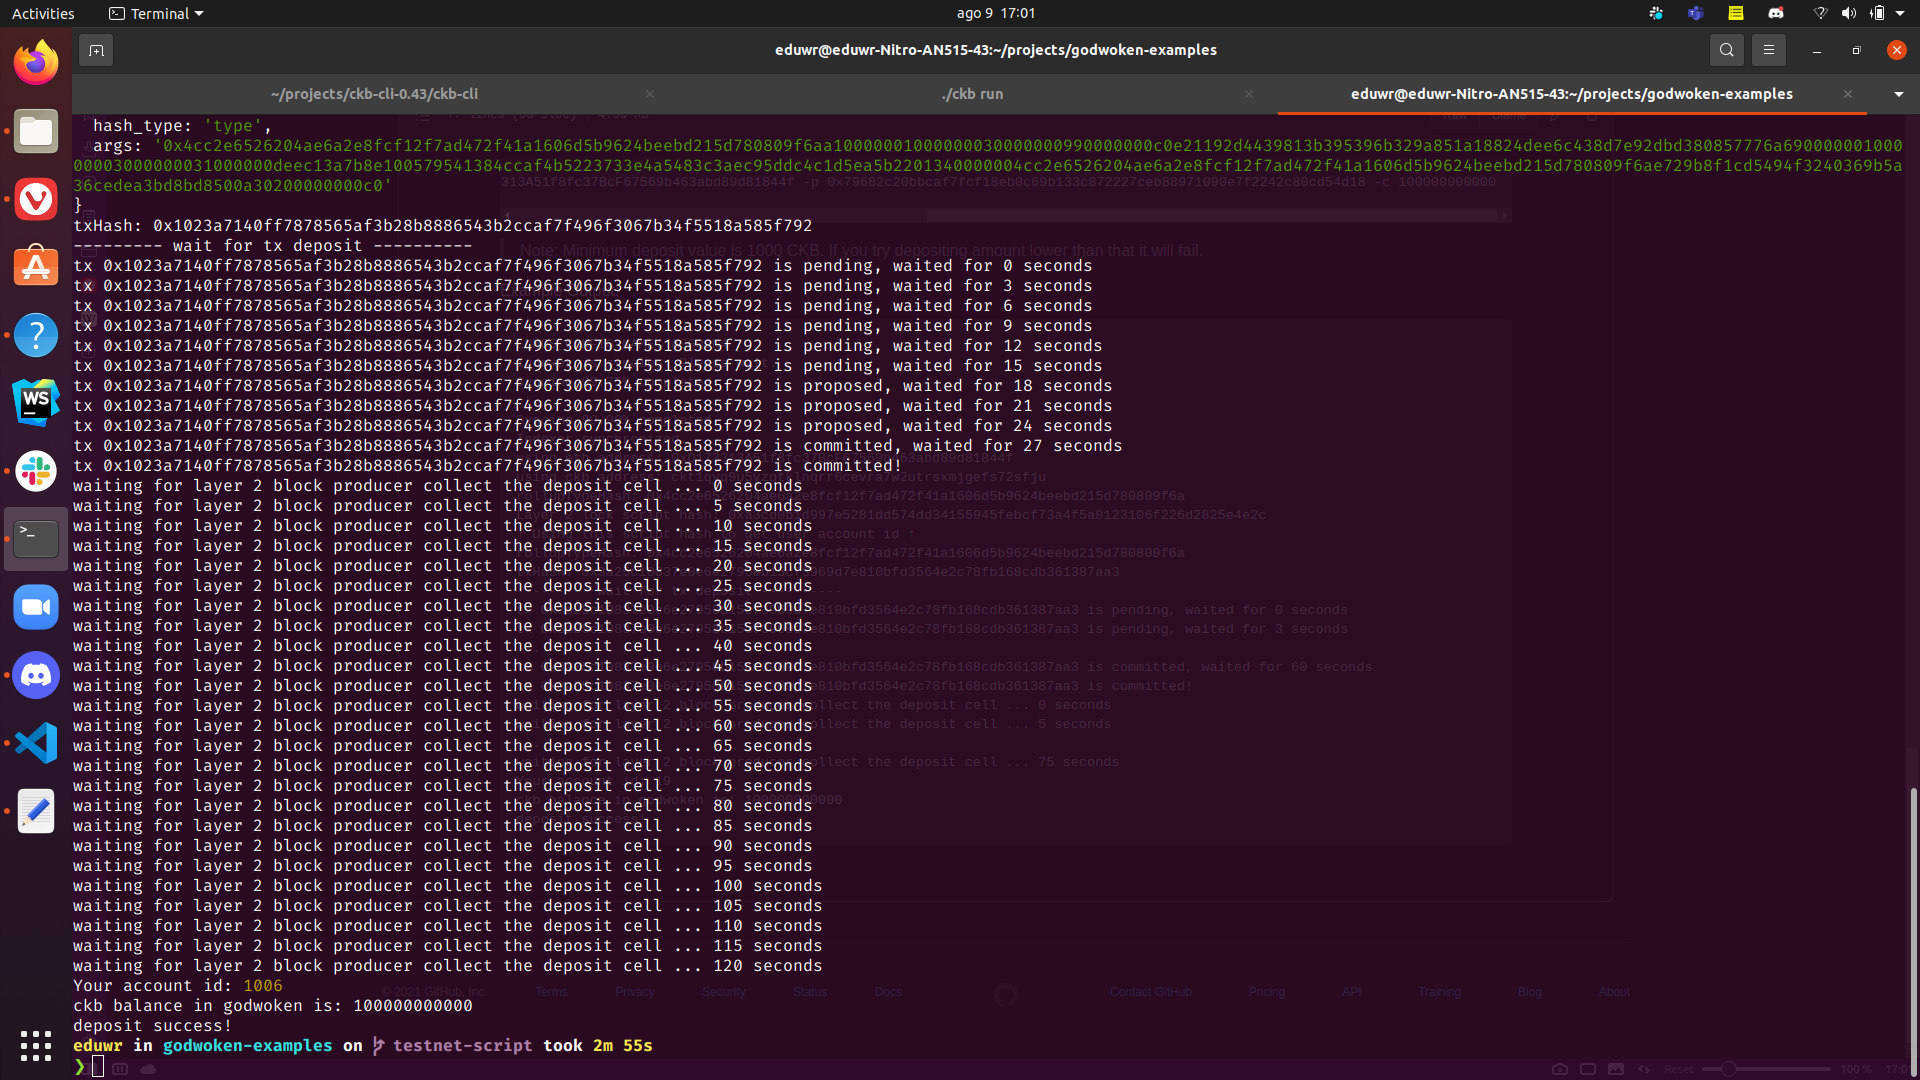 Activities
Terminal
ago 9 17:01
eduwr@eduwr-Nitro-AN515-43:~/projects/godwoken-examples
~/projects/ckb-cli-0.43/ckb-cli
./ckb run
eduwr@eduwr-Nitro-AN515-43:~/projects/godwoken-examples
hash_type: 'type',
args: '0x4cc2e6526204ae6a2e8fcf12f7ad472f41a1606d5b9624beebd215d780809f6aa10000001000000030000000990000000c0e21192d4439813b395396b329a851a18824dee6c438d7e92dbd380857776a690000001000
0000300000031000000deec13a7b8e100579541384ccaf4b5223733e4a5483c3aec95ddc4c1d5ea5b2201340000004cc2e6526204ae6a2e8fcf12f7ad472f41a1606d5b9624beebd215d780809f6ae729b8f1cd5494f3240369b5a
36cedea3bd8bd8500a30200000000c0'
}
txHash: 0x1023a7140ff7878565af3b28b8886543b2ccaf7f496f3067b34f5518a585f792
--------- wait for tx deposit ----------
tx 0x1023a7140ff7878565af3b28b8886543b2ccaf7f496f3067b34f5518a585f792 is pending, waited for 0 seconds
tx 0x1023a7140ff7878565af3b28b8886543b2ccaf7f496f3067b34f5518a585f792 is pending, waited for 3 seconds
tx 0x1023a7140ff7878565af3b28b8886543b2ccaf7f496f3067b34f5518a585f792 is pending, waited for 6 seconds
tx 0x1023a7140ff7878565af3b28b8886543b2ccaf7f496f3067b34f5518a585f792 is pending, waited for 9 seconds
tx 0x1023a7140ff7878565af3b28b8886543b2ccaf7f496f3067b34f5518a585f792 is pending, waited for 12 seconds
tx 0x1023a7140ff7878565af3b28b8886543b2ccaf7f496f3067b34f5518a585f792 is pending, waited for 15 seconds
tx 0x1023a7140ff7878565af3b28b8886543b2ccaf7f496f3067b34f5518a585f792 is proposed, waited for 18 seconds
tx 0x1023a7140ff7878565af3b28b8886543b2ccaf7f496f3067b34f5518a585f792 is proposed, waited for 21 seconds
tx 0x1023a7140ff7878565af3b28b8886543b2ccaf7f496f3067b34f5518a585f792 is proposed, waited for 24 seconds
tx 0x1023a7140ff7878565af3b28b8886543b2ccaf7f496f3067b34f5518a585f792 is committed, waited for 27 seconds
tx 0x1023a7140ff7878565af3b28b8886543b2ccaf7f496f3067b34f5518a585f792 is committed!
waiting for layer 2 block producer collect the deposit cell ... 0 seconds
waiting for layer 2 block producer collect the deposit cell ... 5 seconds
waiting for layer 2 block producer collect the deposit cell ... 10 seconds
waiting for layer 2 block producer collect the deposit cell ... 15 seconds
waiting for layer 2 block producer collect the deposit cell ... 20 seconds
waiting for layer 2 block producer collect the deposit cell ... 25 seconds
waiting for layer 2 block producer collect the deposit cell ... 30 seconds
waiting for layer 2 block producer collect the deposit cell ... 35 seconds
waiting for layer 2 block producer collect the deposit cell ... 40 seconds
waiting for layer 2 block producer collect the deposit cell ... 45 seconds
waiting for layer 2 block producer collect the deposit cell ... 50 seconds
waiting for layer 2 block producer collect the deposit cell ... 55 seconds
waiting for layer 2 block producer collect the deposit cell ... 60 seconds
waiting for layer 2 block producer collect the deposit cell ... 65 seconds
waiting for layer 2 block producer collect the deposit cell ... 70 seconds
waiting for layer 2 block producer collect the deposit cell ... 75 seconds
waiting for layer 2 block producer collect the deposit cell ... 80 seconds
waiting for layer 2 block producer collect the deposit cell ... 85 seconds
waiting for layer 2 block producer collect the deposit cell ... 90 seconds
waiting for layer 2 block producer collect the deposit cell ... 95 seconds
waiting for layer 2 block producer collect the deposit cell ... 100 seconds
waiting for layer 2 block producer collect the deposit cell ... 105 seconds
waiting for layer 2 block producer collect the deposit cell ... 110 seconds
waiting for layer 2 block producer collect the deposit cell ... 115 seconds
waiting for layer 2 block producer collect the deposit cell ... 120 seconds
Your account id: 1006
ckb balance in godwoken is: 100000000000
deposit success!
eduwr in godwoken-examples on testnet-script took 2m 55s
❯